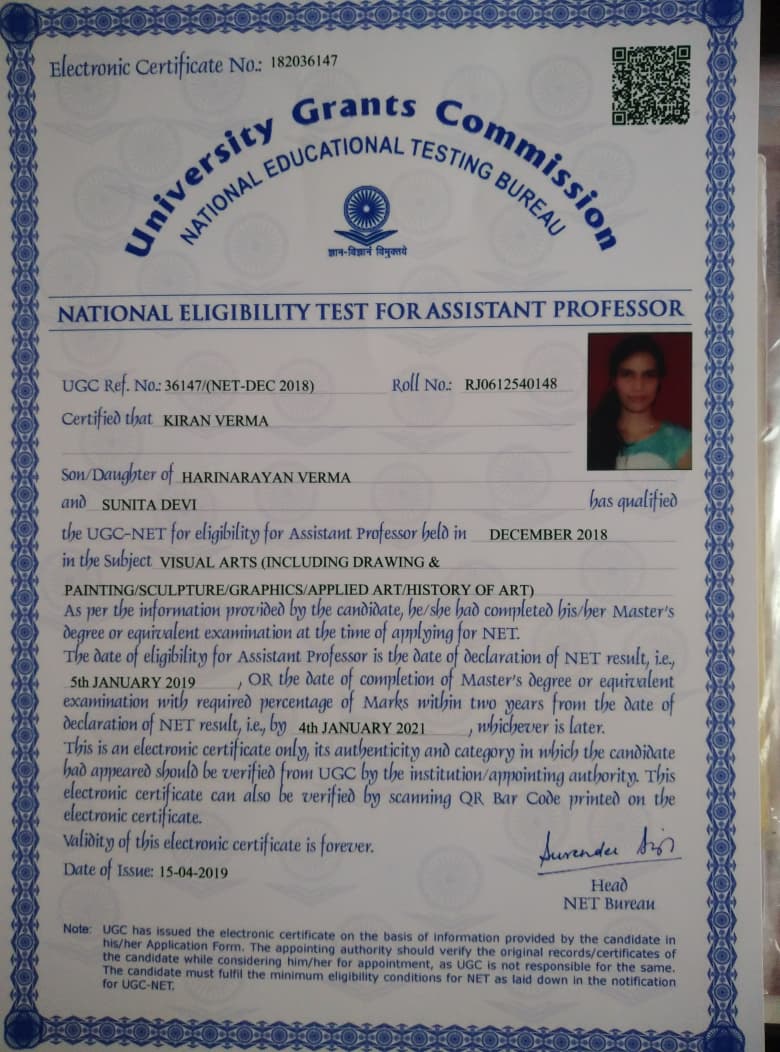 Electronic Certificate No.: 182036147
University Grants Commission
NATIONAL EDUCATIONAL TESTING BUREAU
ज्ञान-विज्ञानं विमुक्तये
NATIONAL ELIGIBILITY TEST FOR ASSISTANT PROFESSOR
UGC Ref. No.: 36147/(NET-DEC 2018) Roll No.: RJ0612540148
Certified that KIRAN VERMA
Son/Daughter of HARINARAYAN VERMA
and SUNITA DEVI has qualified
the UGC-NET for eligibility for Assistant Professor held in DECEMBER 2018
in the Subject VISUAL ARTS (INCLUDING DRAWING &
PAINTING/SCULPTURE/GRAPHICS/APPLIED ART/HISTORY OF ART)
As per the information provided by the candidate, he/she had completed his/her Master's
degree or equivalent examination at the time of applying for NET.
The date of eligibility for Assistant Professor is the date of declaration of NET result, i.e.,
5th JANUARY 2019 , OR the date of completion of Master's degree or equivalent
examination with required percentage of Marks within two years from the date of
declaration of NET result, i.e., by 4th JANUARY 2021 , whichever is later.
This is an electronic certificate only, its authenticity and category in which the candidate
had appeared should be verified from UGC by the institution/appointing authority. This
electronic certificate can also be verified by scanning QR Bar Code printed on the
electronic certificate.
Validity of this electronic certificate is forever.
Date of Issue: 15-04-2019
Head
NET Bureau
Note: UGC has issued the electronic certificate on the basis of information provided by the candidate in
his/her Application Form. The appointing authority should verify the original records/certificates of
the candidate while considering him/her for appointment, as UGC is not responsible for the same.
The candidate must fulfil the minimum eligibility conditions for NET as laid down in the notification
for UGC-NET.